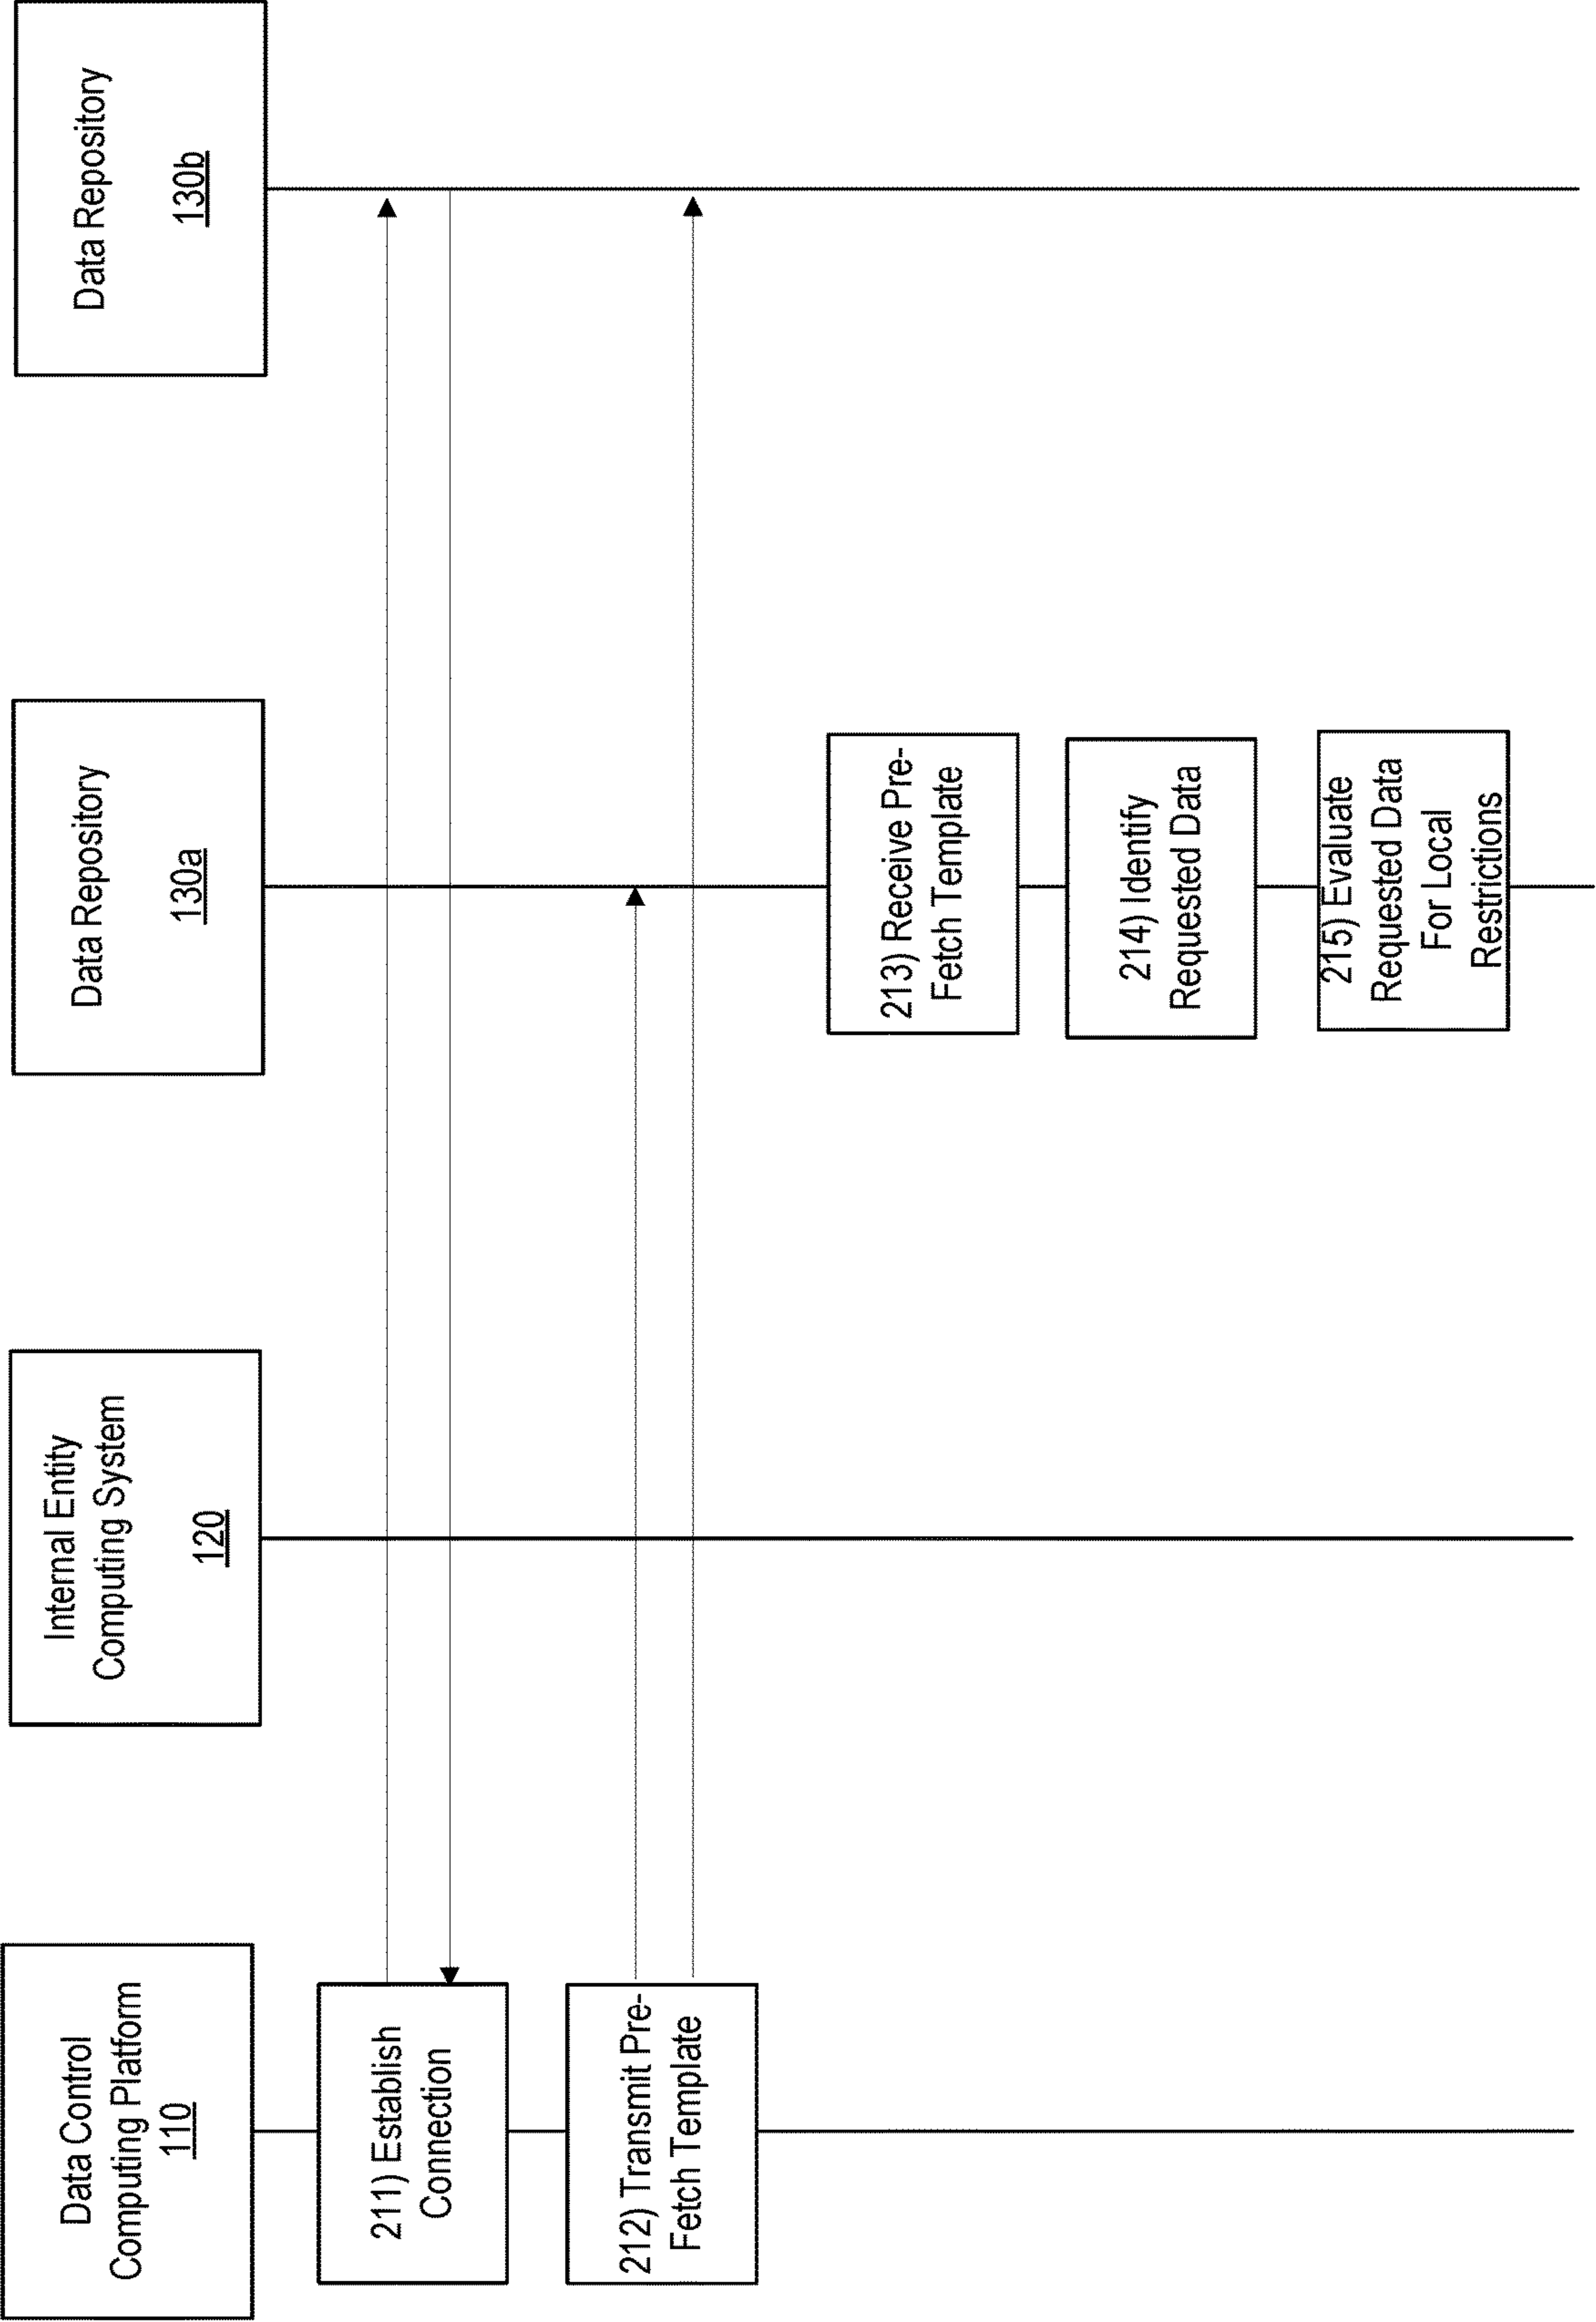 Data Control
Computing Platform
110
Internal Entity
Computing System
120
Data Repository
130a
Data Repository
130b
211) Establish
Connection
212) Transmit Pre-
Fetch Template
213) Receive Pre-
Fetch Template
214) Identify
Requested Data
215) Evaluate
Requested Data
For Local
Restrictions